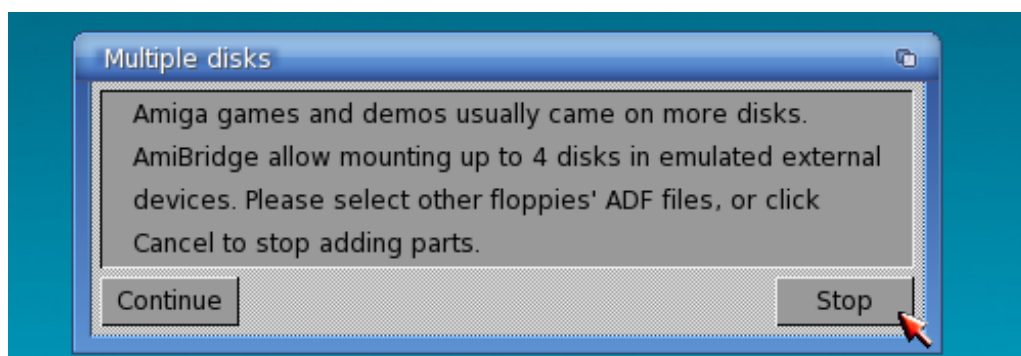 Multiple disks
Amiga games and demos usually came on more disks.
AmiBridge allow mounting up to 4 disks in emulated external
devices. Please select other floppies' ADF files, or click
Cancel to stop adding parts.
Continue
Stop